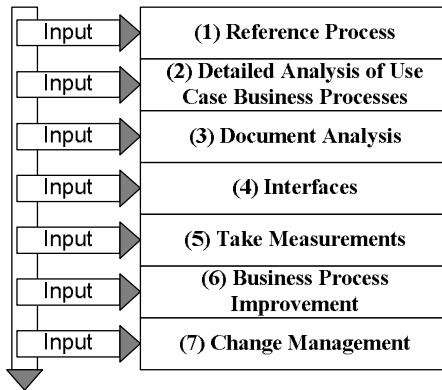 Input (1) Reference Process
Input (2) Detailed Analysis of Use
Case Business Processes
Input (3) Document Analysis
Input (4) Interfaces
Input (5) Take Measurements
Input (6) Business Process
Improvement
Input (7) Change Management